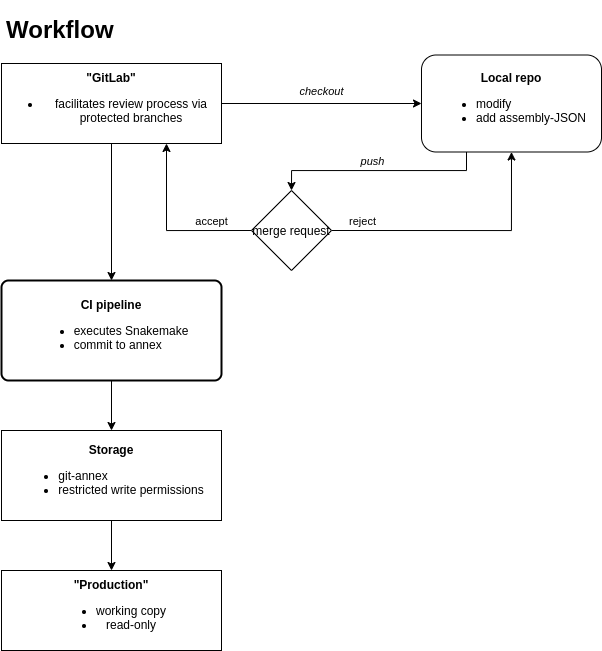 Workflow
"GitLab"
• facilitates review process via
protected branches
checkout
Local repo
• modify
• add assembly-JSON
push
accept
merge request
reject
CI pipeline
• executes Snakemake
• commit to annex
Storage
• git-annex
• restricted write permissions
"Production"
• working copy
• read-only